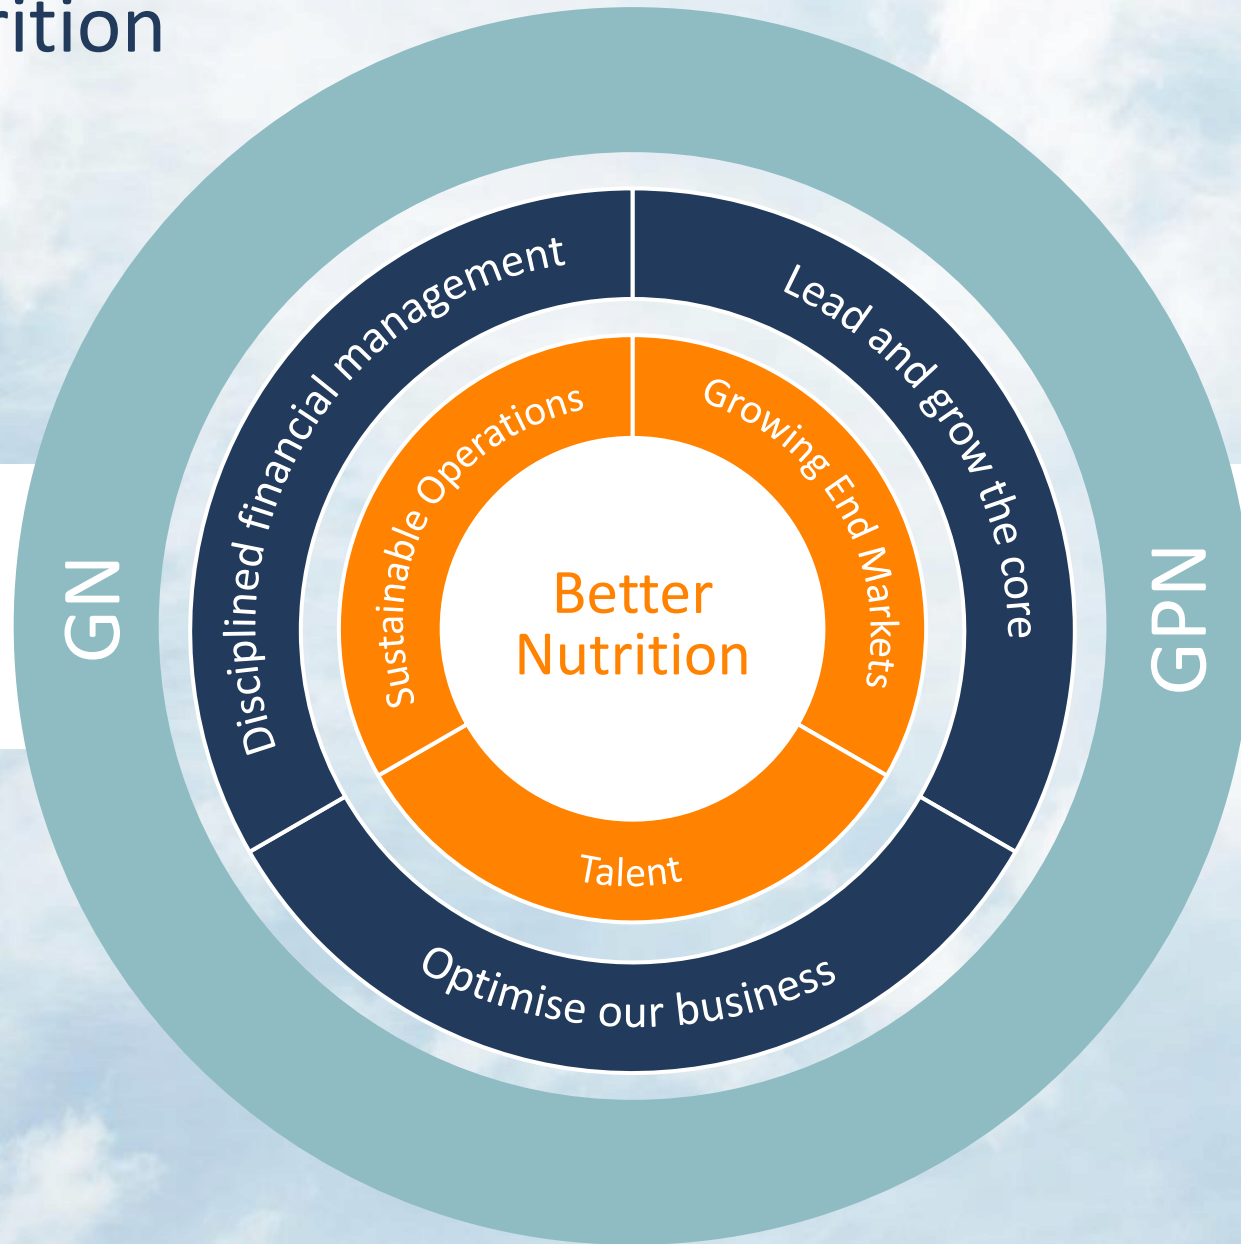 rition
Disciplined financial management
Lead and grow the core
Optimise our business
Sustainable Operations
Growing End Markets
Talent
Better
Nutrition
GN
GPN